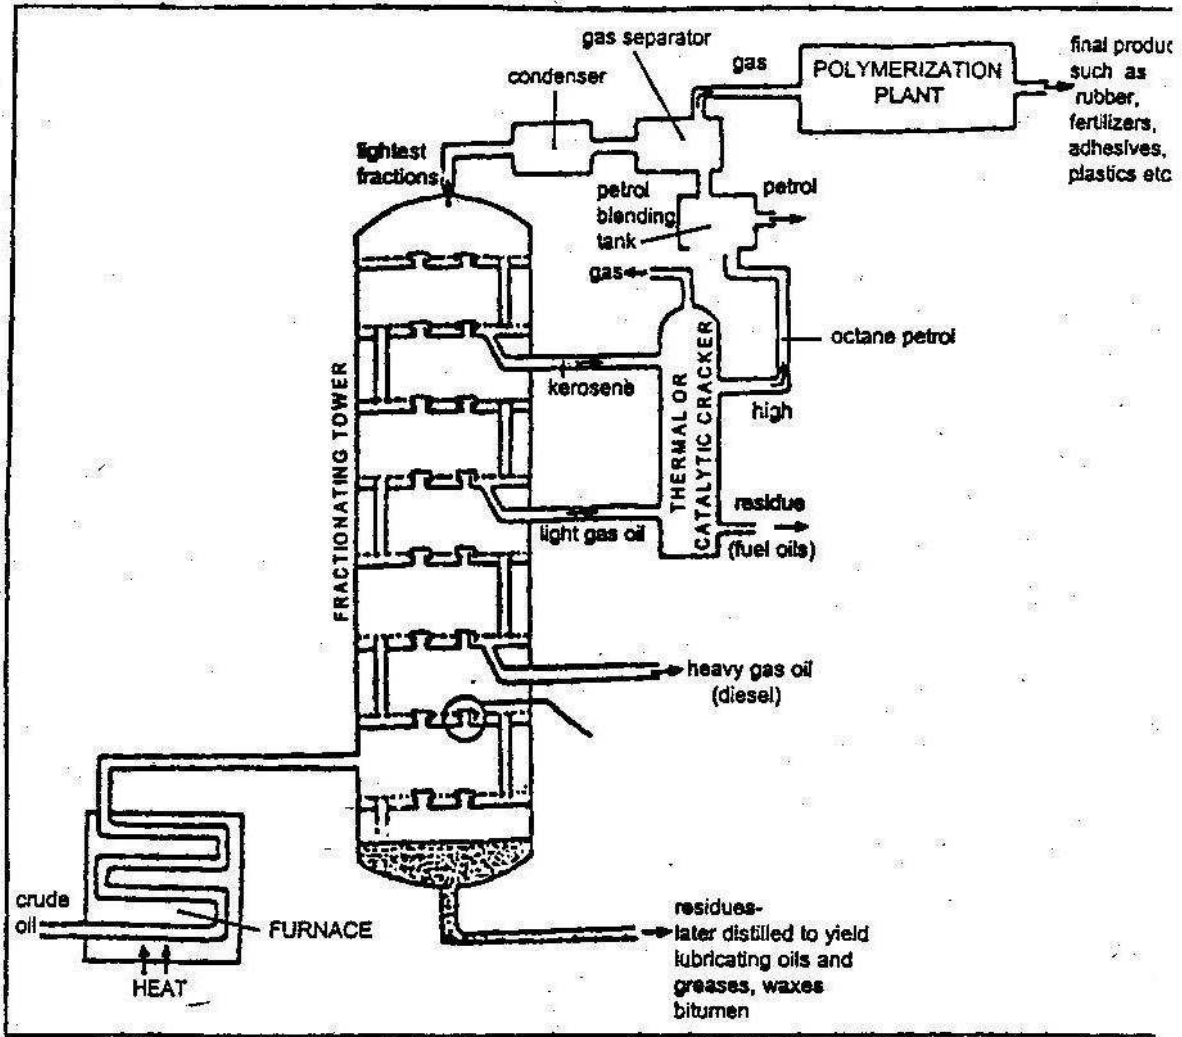 gas separator
gas
POLYMERIZATION
PLANT
final produc
such as
rubber,
fertilizers,
adhesives,
plastics etc
condenser
lightest
fractions
petrol
blending
tank
petrol
gas
octane petrol
kerosene
high
FRACTIONATING TOWER
THERMAL OR
CATALYTIC CRACKER
light gas oil
residue
(fuel oils)
heavy gas oil
(diesel)
crude
oil
FURNACE
HEAT
residues-
later distilled to yield
lubricating oils and
greases, waxes
bitumen